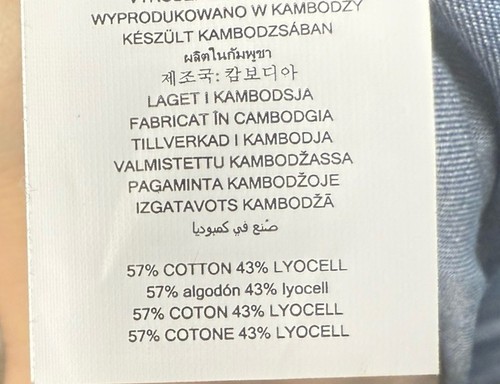 WYPRODUKOWANO W KAMBODŻY
KÉSZÜLT KAMBODZSÁBAN
ผลิตในกัมพูชา
제조국: 캄보디아
LAGET I KAMBODSJA
FABRICAT ÎN CAMBODGIA
TILLVERKAD I KAMBODJA
VALMISTETTU KAMBODŽASSA
PAGAMINTA KAMBODŽOJE
IZGATAVOTS KAMBODŽĀ
صنع في كمبوديا
57% COTTON 43% LYOCELL
57% algodón 43% lyocell
57% COTON 43% LYOCELL
57% COTONE 43% LYOCELL